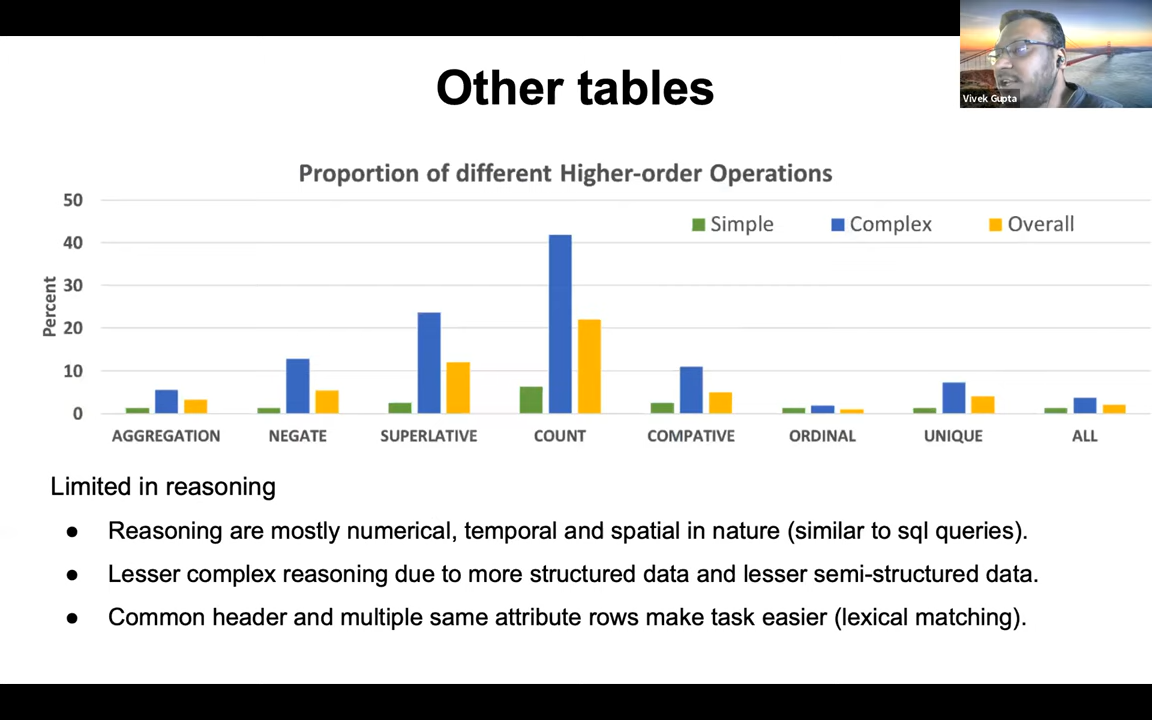 Vivek Gupta
Other tables
Proportion of different Higher-order Operations
Simple Complex Overall
50
40
30
20
10
0
Percent
AGGREGATION NEGATE SUPERLATIVE COUNT COMPATIVE ORDINAL UNIQUE ALL
Limited in reasoning
● Reasoning are mostly numerical, temporal and spatial in nature (similar to sql queries).
● Lesser complex reasoning due to more structured data and lesser semi-structured data.
● Common header and multiple same attribute rows make task easier (lexical matching).